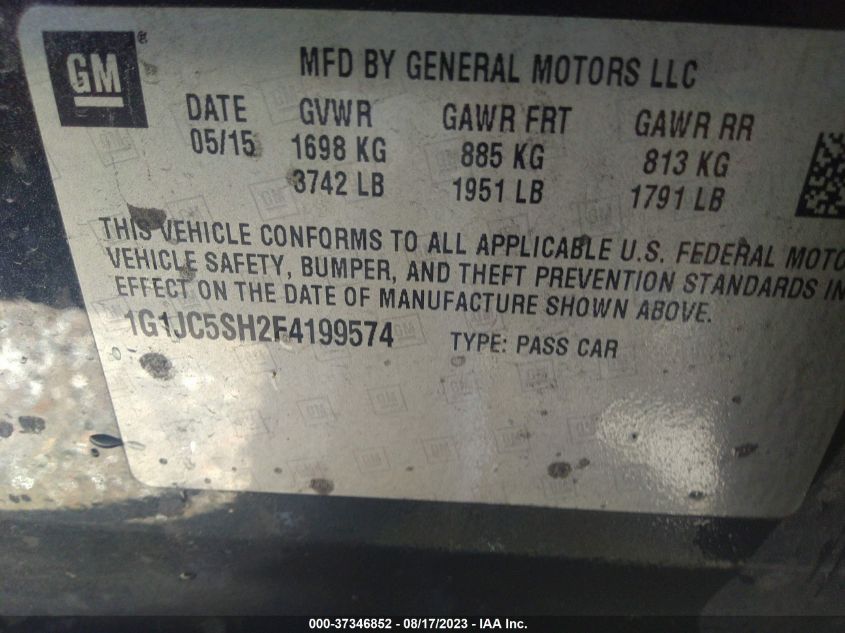 GM®
MFD BY GENERAL MOTORS LLC
DATE GVWR GAWR FRT GAWR RR
05/15 1698 KG 885 KG 813 KG
3742 LB 1951 LB 1791 LB
THIS VEHICLE CONFORMS TO ALL APPLICABLE U.S. FEDERAL MOTO
VEHICLE SAFETY, BUMPER, AND THEFT PREVENTION STANDARDS IN
EFFECT ON THE DATE OF MANUFACTURE SHOWN ABOVE.
1G1JC5SH2F4199574 TYPE: PASS CAR
000-37346852 - 08/17/2023 - IAA Inc.